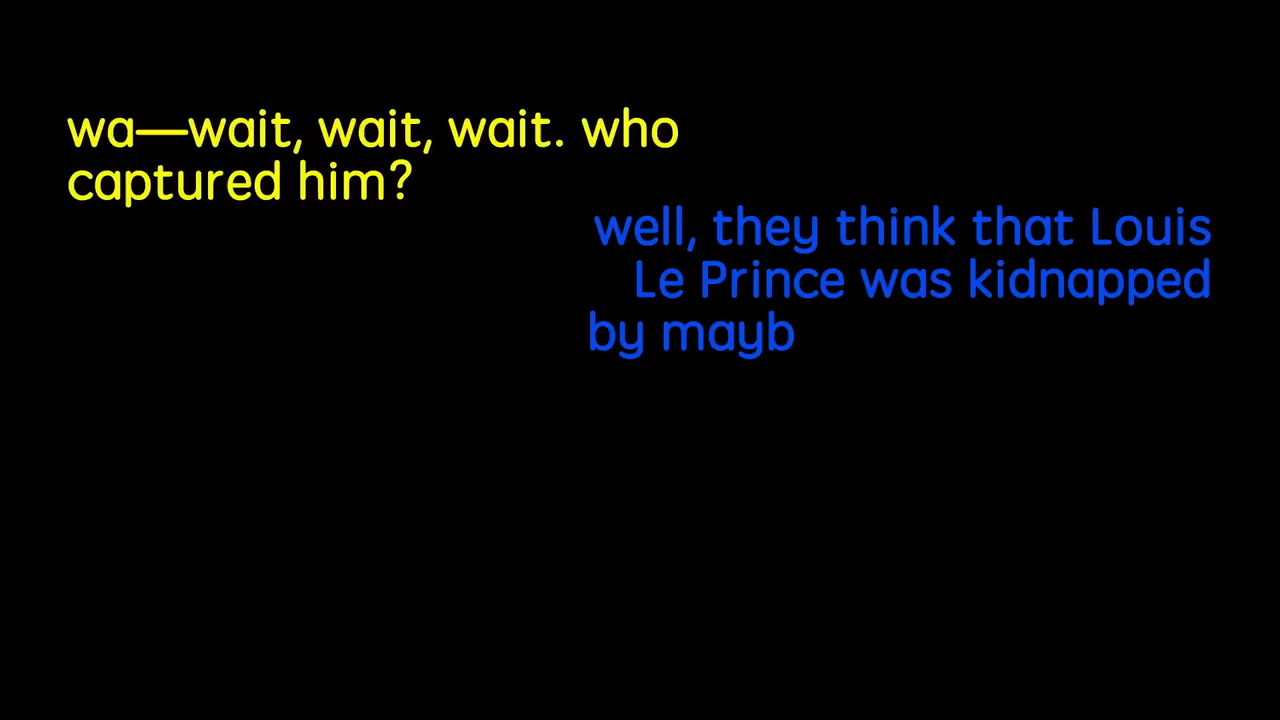 wa—wait, wait, wait. who
captured him?
well, they think that Louis
Le Prince was kidnapped
by mayb